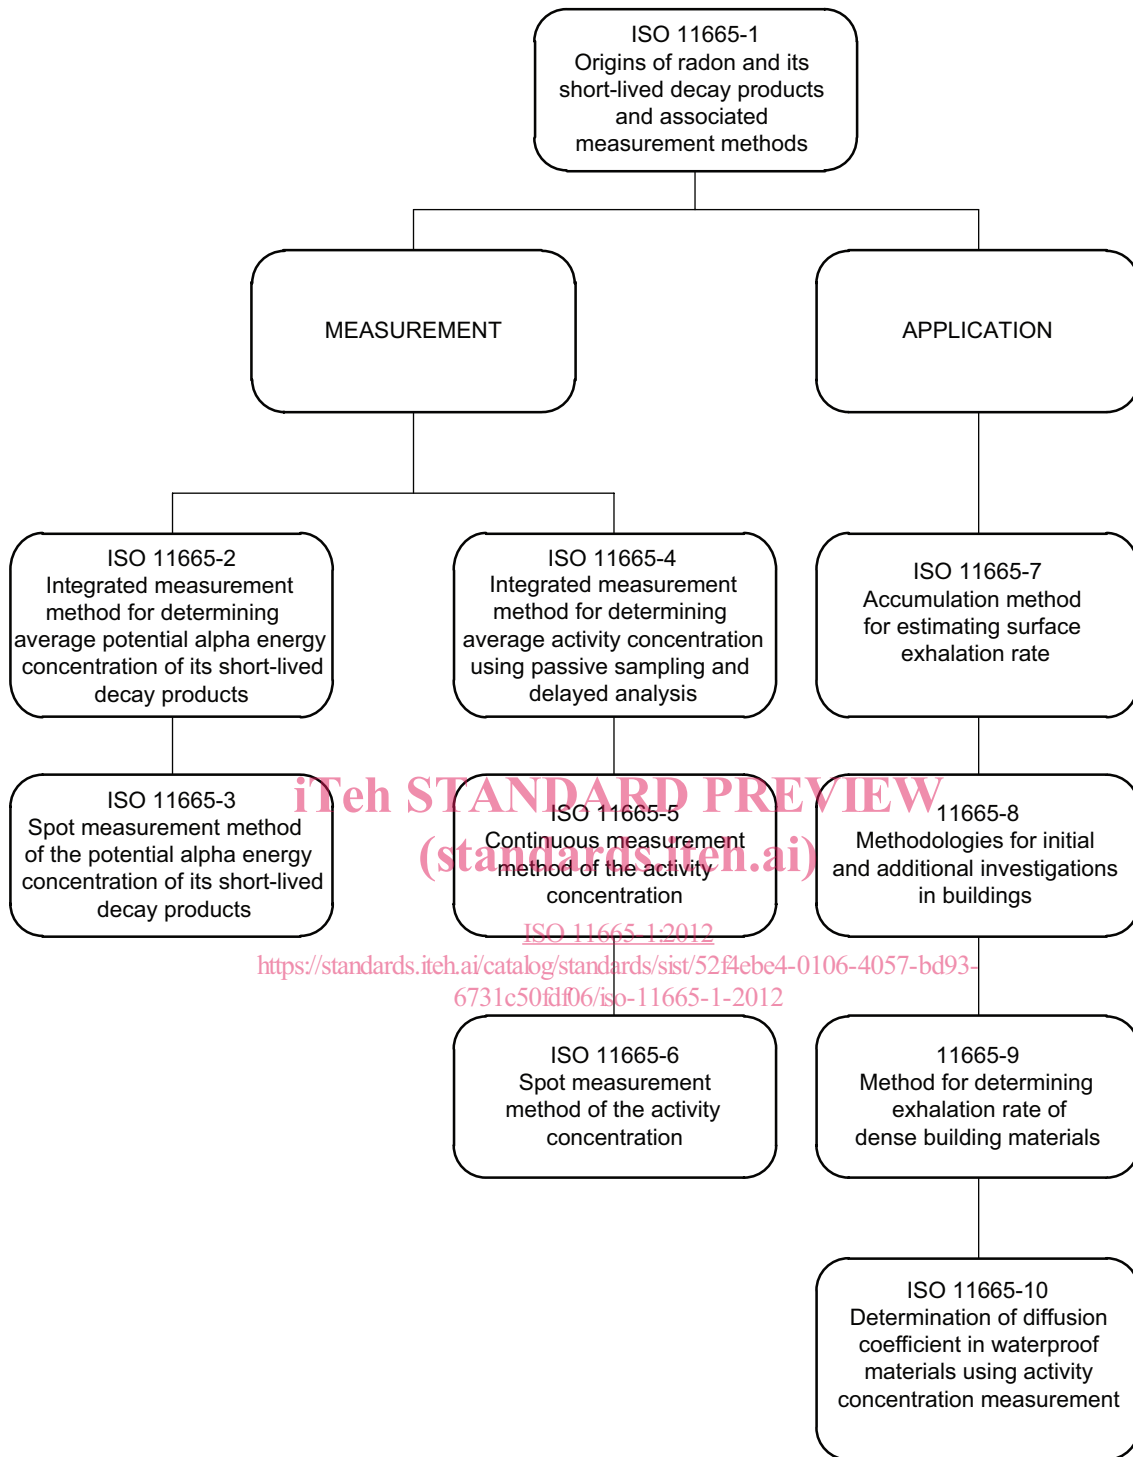 ISO 11665-1
Origins of radon and its
short-lived decay products
and associated
measurement methods
MEASUREMENT
APPLICATION
ISO 11665-2
Integrated measurement
method for determining
average potential alpha energy
concentration of its short-lived
decay products
ISO 11665-4
Integrated measurement
method for determining
average activity concentration
using passive sampling and
delayed analysis
ISO 11665-7
Accumulation method
for estimating surface
exhalation rate
ISO 11665-3
Spot measurement method
of the potential alpha energy
concentration of its short-lived
decay products
ISO 11665-5
Continuous measurement
method of the activity
concentration
11665-8
Methodologies for initial
and additional investigations
in buildings
iTeh STANDARD PREVIEW
(standards.iteh.ai)
ISO 11665-1:2012
https://standards.iteh.ai/catalog/standards/sist/52f4ebe4-0106-4057-bd93-
6731c50fdf06/iso-11665-1-2012
ISO 11665-6
Spot measurement
method of the activity
concentration
11665-9
Method for determining
exhalation rate of
dense building materials
ISO 11665-10
Determination of diffusion
coefficient in waterproof
materials using activity
concentration measurement